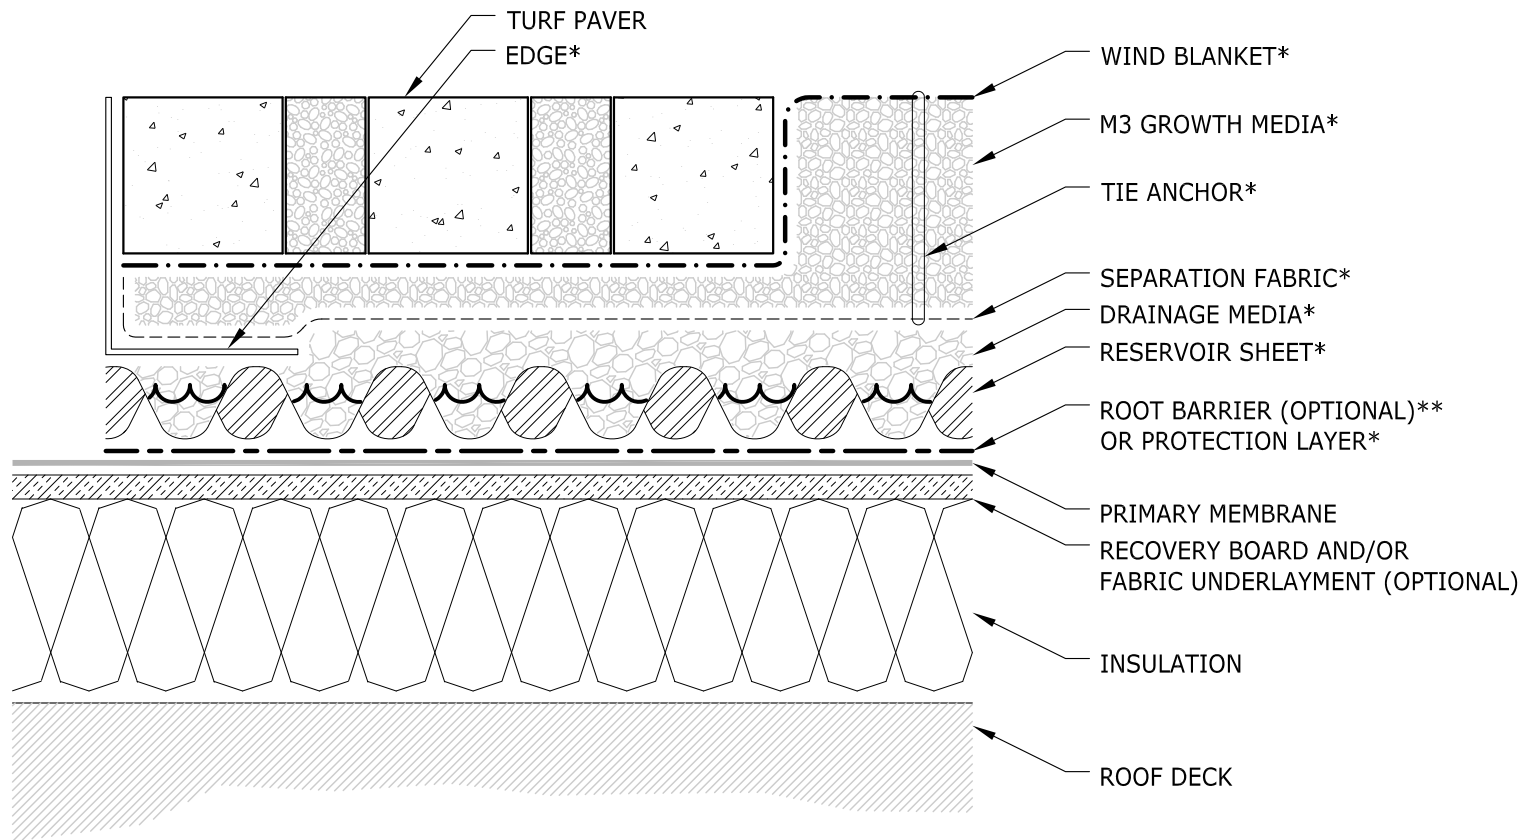 TURF PAVER
EDGE*
WIND BLANKET*
M3 GROWTH MEDIA*
TIE ANCHOR*
SEPARATION FABRIC*
DRAINAGE MEDIA*
RESERVOIR SHEET*
ROOT BARRIER (OPTIONAL)**
OR PROTECTION LAYER*
PRIMARY MEMBRANE
RECOVERY BOARD AND/OR
FABRIC UNDERLAYMENT (OPTIONAL)
INSULATION
ROOF DECK